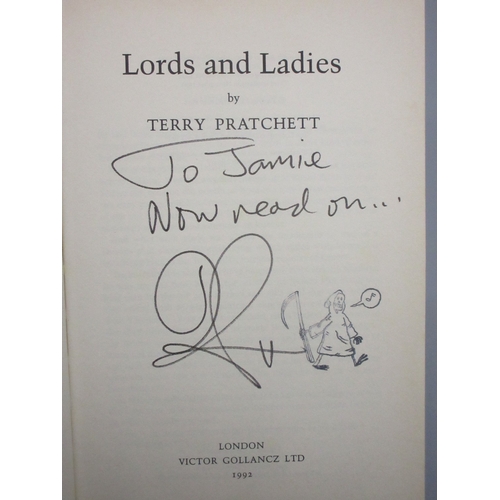 Lords and Ladies
by
TERRY PRATCHETT
To Jamie
Now read on...
LONDON
VICTOR GOLLANCZ LTD
1992